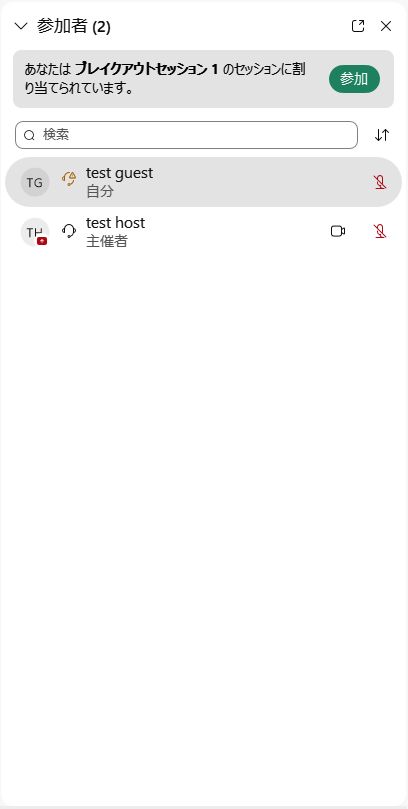 参加者 (2)
あなたは ブレイクアウトセッション 1 のセッションに割
り当てられています。
参加
検索
TG
test guest
自分
TH
test host
主催者